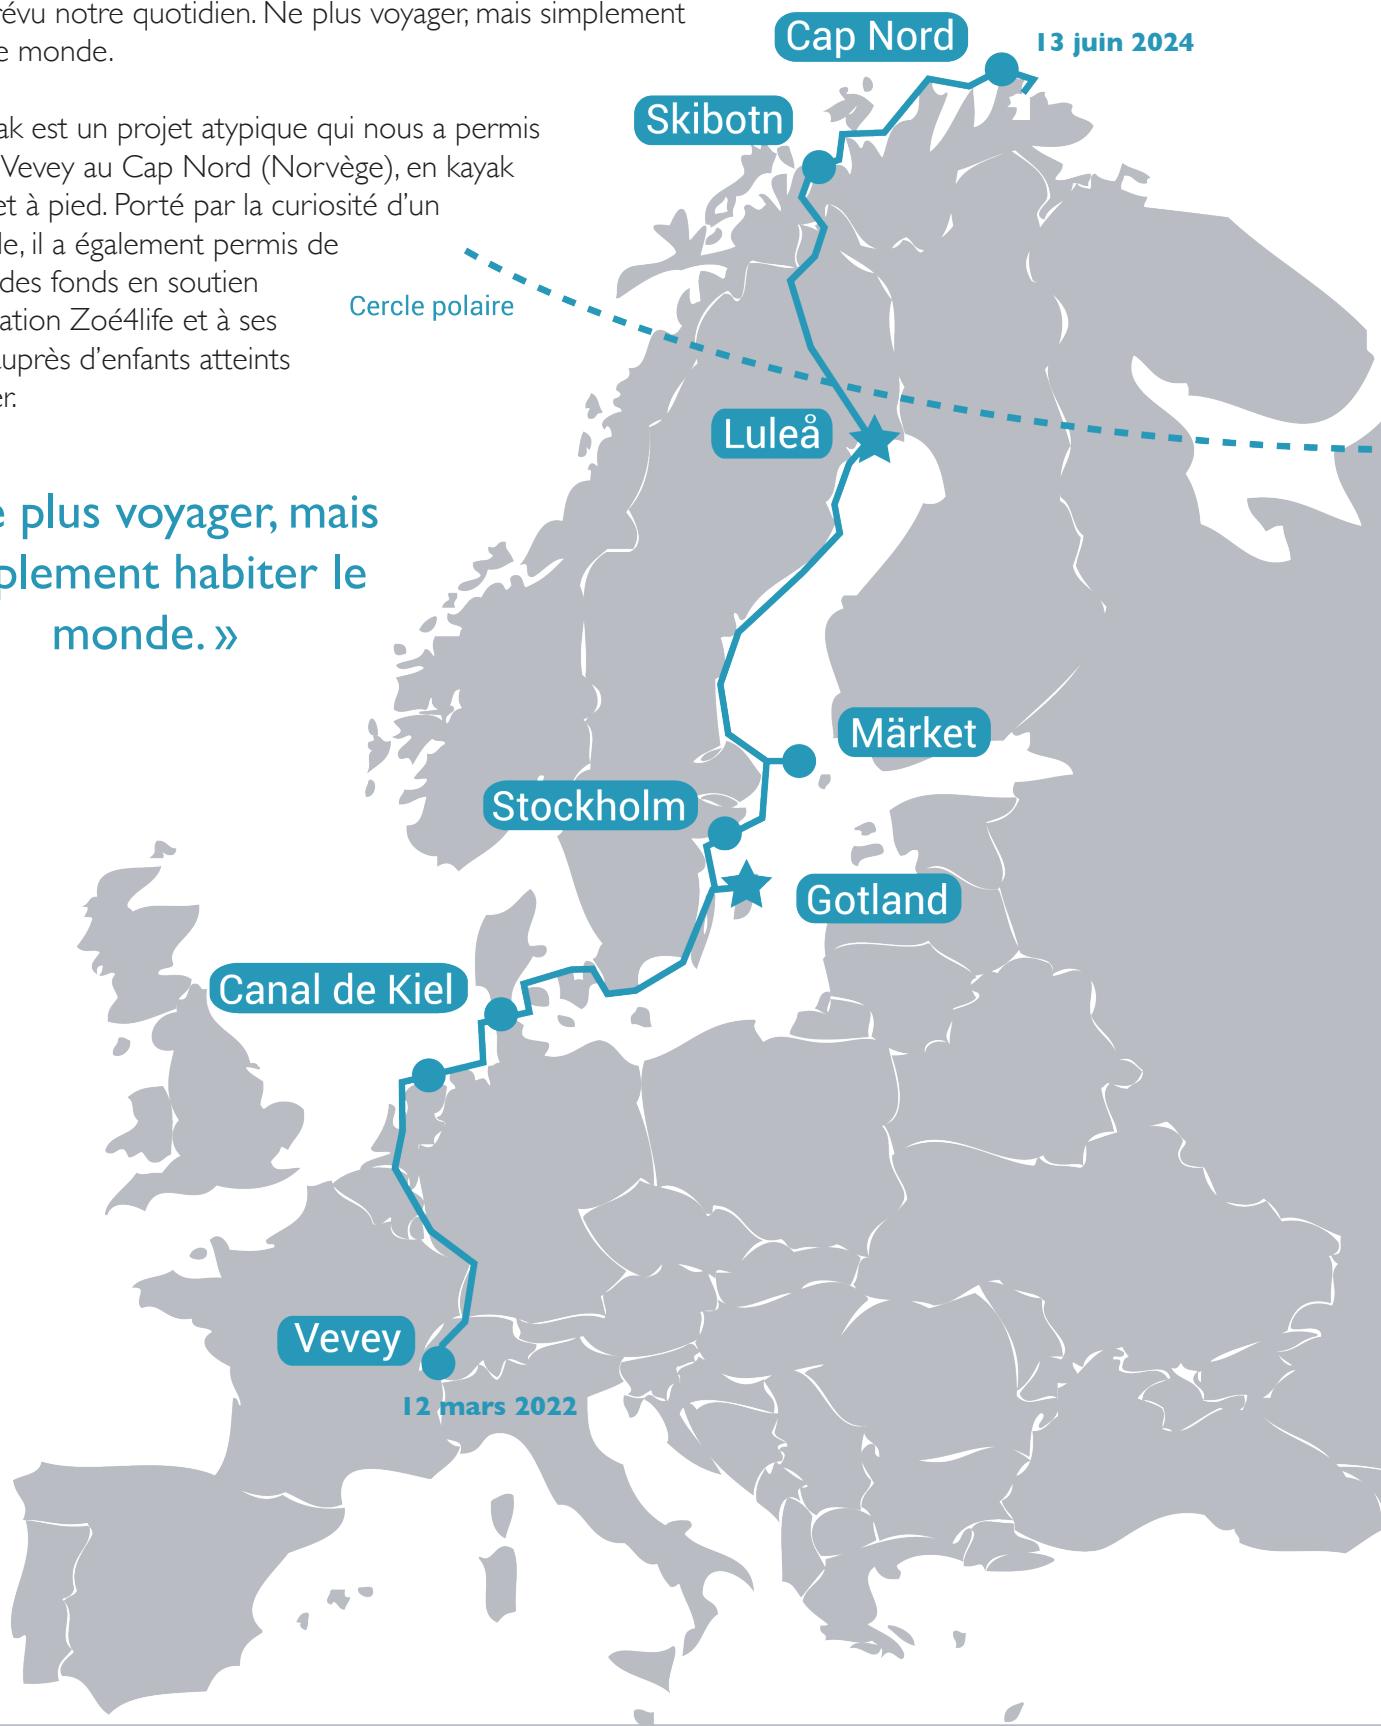 révu notre quotidien. Ne plus voyager, mais simplement
e monde.
ak est un projet atypique qui nous a permis
Vevey au Cap Nord (Norvège), en kayak
et à pied. Porté par la curiosité d’un
le, il a également permis de
des fonds en soutien
ation Zoé4life et à ses
uprès d’enfants atteints
er.
e plus voyager, mais
plement habiter le
monde. »
Cap Nord
13 juin 2024
Skibotn
Cercle polaire
Luleå
Märket
Stockholm
Gotland
Canal de Kiel
Vevey
12 mars 2022